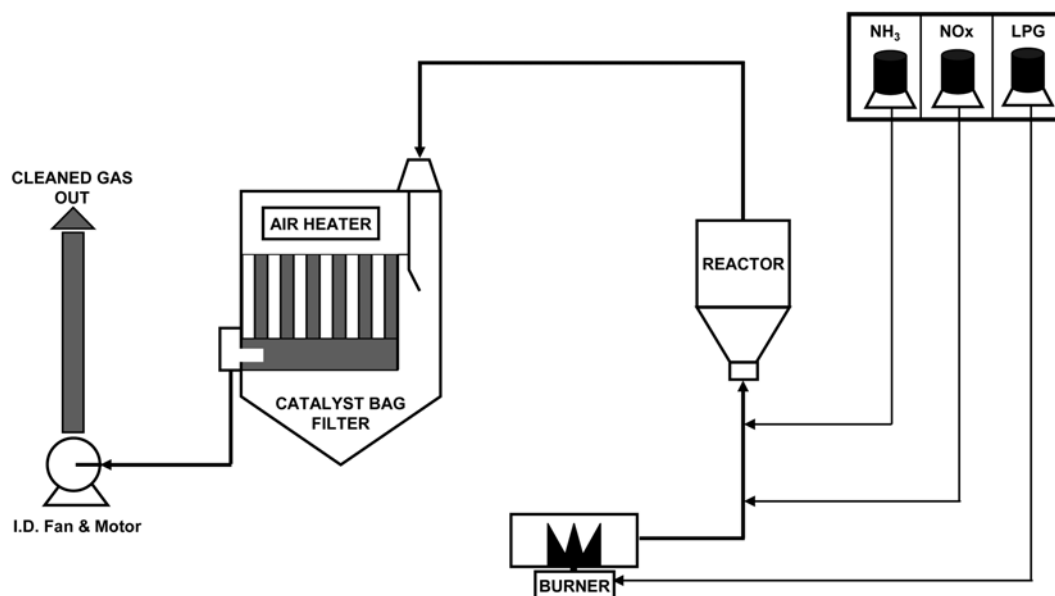 NH₃
NOx
LPG
CLEANED GAS
OUT
AIR HEATER
REACTOR
CATALYST BAG
FILTER
I.D. Fan & Motor
BURNER